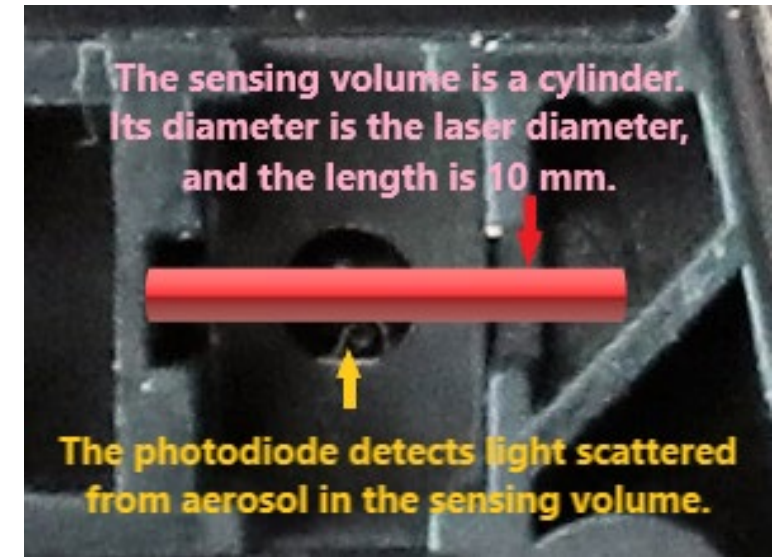 The sensing volume is a cylinder.
Its diameter is the laser diameter,
and the length is 10 mm.
The photodiode detects light scattered
from aerosol in the sensing volume.